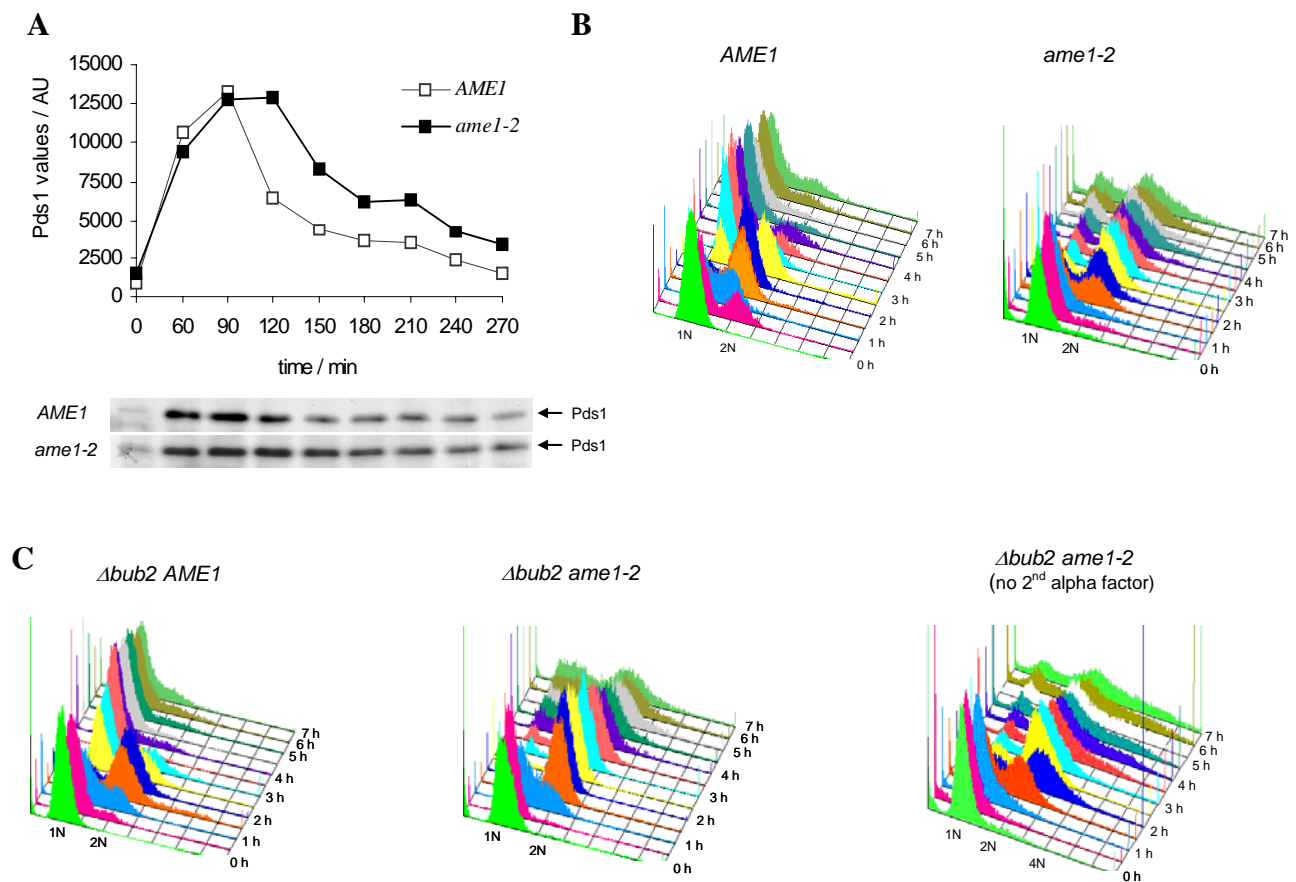 A
15000
12500
10000
7500
5000
2500
0
Pds1 values / AU
AME1
ame1-2
0 60 90 120 150 180 210 240 270
time / min
AME1
Pds1
ame1-2
Pds1
B
AME1
1N
2N
0 h
1 h
2 h
3 h
4 h
5 h
6 h
7 h
ame1-2
1N
2N
0 h
1 h
2 h
3 h
4 h
5 h
6 h
7 h
C
Δbub2 AME1
1N
2N
0 h
1 h
2 h
3 h
4 h
5 h
6 h
7 h
Δbub2 ame1-2
1N
2N
0 h
1 h
2 h
3 h
4 h
5 h
6 h
7 h
Δbub2 ame1-2
(no 2nd alpha factor)
1N
2N
4N
0 h
1 h
2 h
3 h
4 h
5 h
6 h
7 h